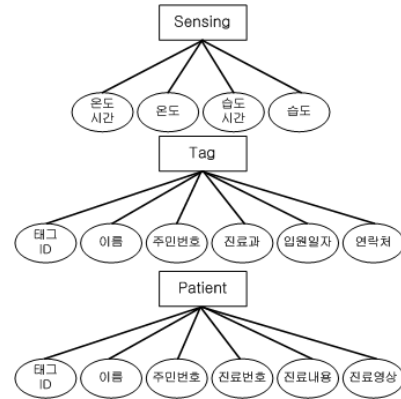 Sensing
온도
시간
온도
습도
시간
습도
Tag
태그
ID
이름
주민번호
진료과
입원일자
연락처
Patient
태그
ID
이름
주민번호
진료번호
진료내용
진료영상